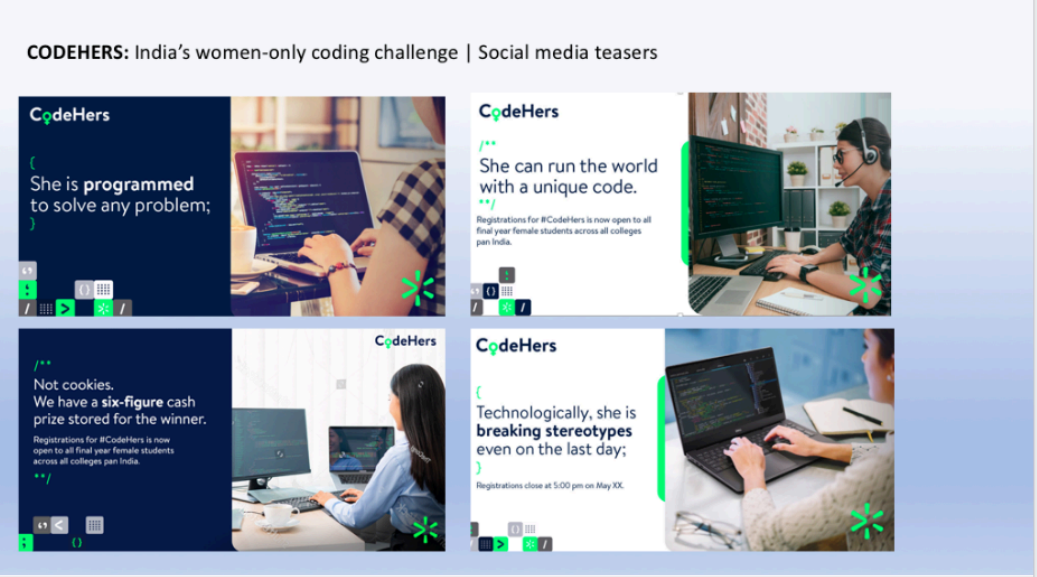 CODEHERS: India's women-only coding challenge | Social media teasers
CodeHers
{
She is programmed
to solve any problem;
}
CodeHers
/**
She can run the world
with a unique code.
**/
Registrations for #CodeHers is now open to all
final year female students across all colleges
pan India.
CodeHers
/**
Not cookies.
We have a six-figure cash
prize stored for the winner.
Registrations for #CodeHers is now
open to all final year female students
across all colleges pan India.
**/
CodeHers
{
Technologically, she is
breaking stereotypes
even on the last day;
}
Registrations close at 5:00 pm on May XX.